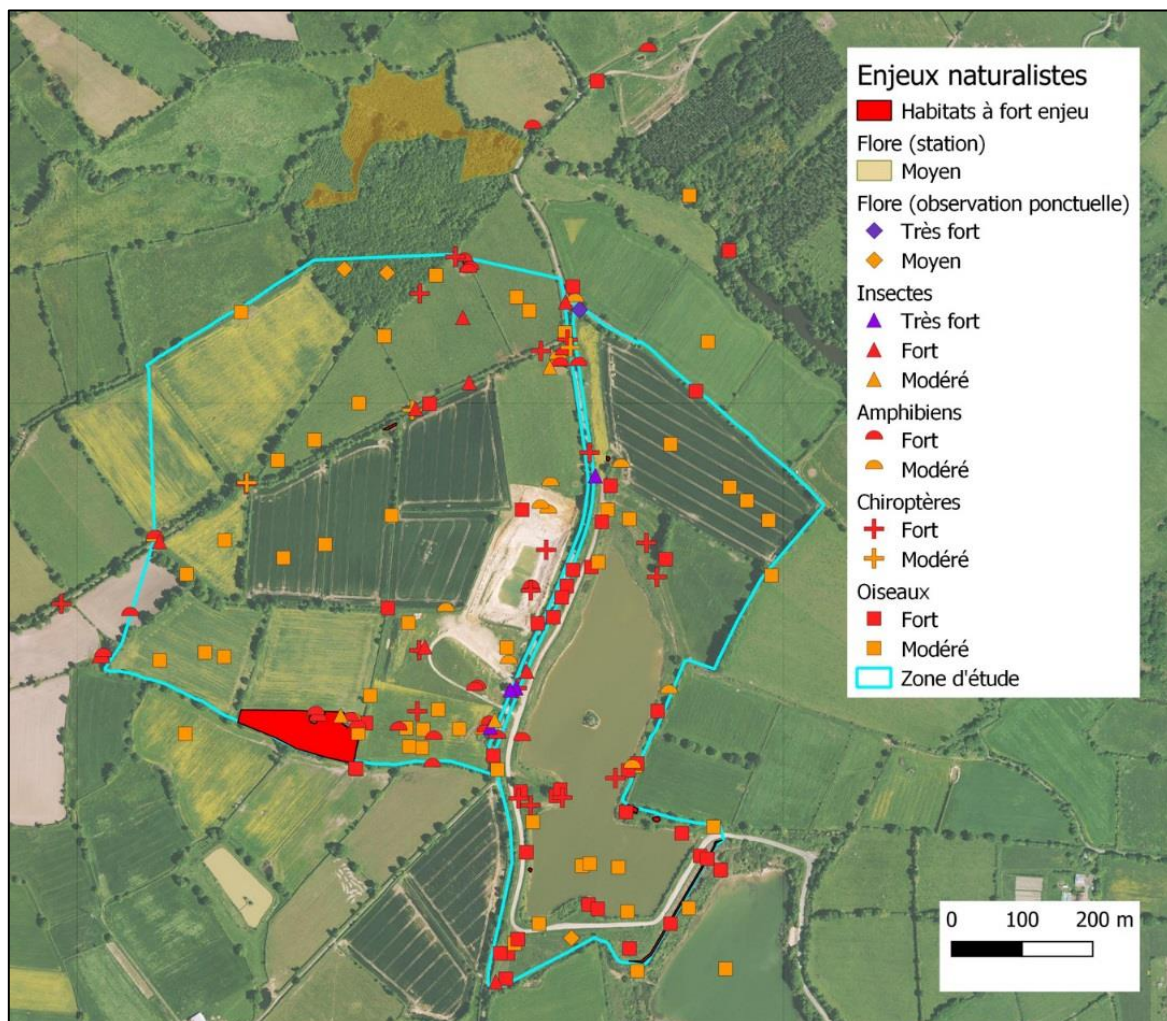 Enjeux naturalistes
Habitats à fort enjeu
Flore (station)
Moyen
Flore (observation ponctuelle)
Très fort
Moyen
Insectes
Très fort
Fort
Modéré
Amphibiens
Fort
Modéré
Chiroptères
Fort
Modéré
Oiseaux
Fort
Modéré
Zone d'étude
0 100 200 m